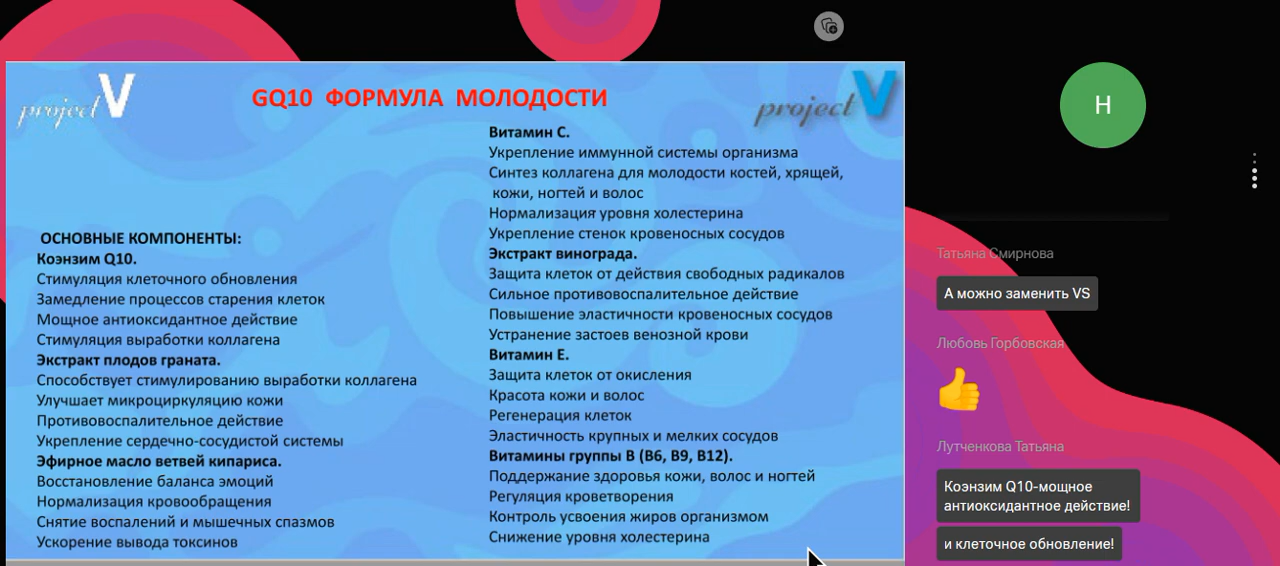 project V
GQ10 ФОРМУЛА МОЛОДОСТИ
project V
ОСНОВНЫЕ КОМПОНЕНТЫ:
Коэнзим Q10.
Стимуляция клеточного обновления
Замедление процессов старения клеток
Мощное антиоксидантное действие
Стимуляция выработки коллагена
Экстракт плодов граната.
Способствует стимулированию выработки коллагена
Улучшает микроциркуляцию кожи
Противовоспалительное действие
Укрепление сердечно-сосудистой системы
Эфирное масло ветвей кипариса.
Восстановление баланса эмоций
Нормализация кровообращения
Снятие воспалений и мышечных спазмов
Ускорение вывода токсинов
Витамин С.
Укрепление иммунной системы организма
Синтез коллагена для молодости костей, хрящей,
кожи, ногтей и волос
Нормализация уровня холестерина
Укрепление стенок кровеносных сосудов
Экстракт винограда.
Защита клеток от действия свободных радикалов
Сильное противовоспалительное действие
Повышение эластичности кровеносных сосудов
Устранение застоев венозной крови
Витамин Е.
Защита клеток от окисления
Красота кожи и волос
Регенерация клеток
Эластичность крупных и мелких сосудов
Витамины группы В (В6, В9, В12).
Поддержание здоровья кожи, волос и ногтей
Регуляция кроветворения
Контроль усвоения жиров организмом
Снижение уровня холестерина
Н
Татьяна Смирнова
А можно заменить VS
Любовь Горбовская
Лутченкова Татьяна
Коэнзим Q10-мощное
антиоксидантное действие!
и клеточное обновление!